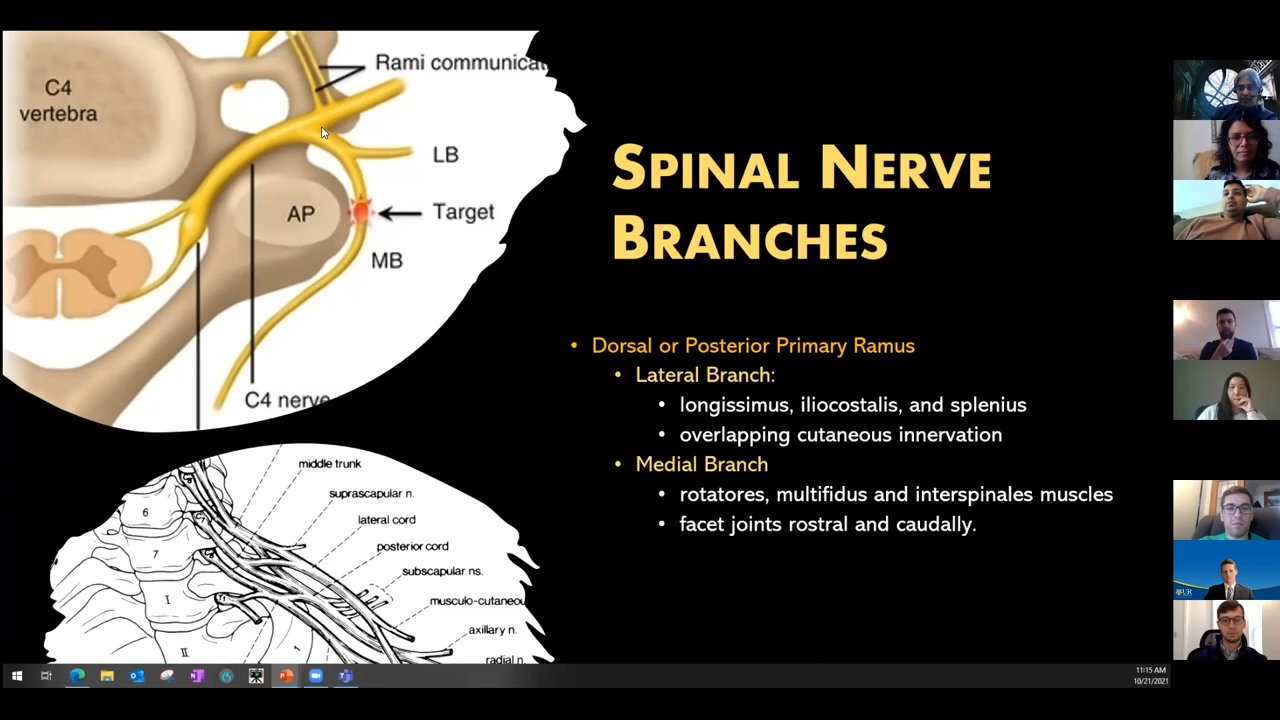 C4
vertebra
Rami communicat
LB
AP
Target
MB
C4 nerve
SPINAL NERVE
BRANCHES
• Dorsal or Posterior Primary Ramus
• Lateral Branch:
• longissimus, iliocostalis, and splenius
• overlapping cutaneous innervation
• Medial Branch
• rotatores, multifidus and interspinales muscles
• facet joints rostral and caudally.
middle trunk
suprascapular n.
lateral cord
posterior cord
subscapular ns.
musculo-cutaneou
axillary n.
radial n.
6
7
I
II
11:15 AM
10/21/2021
UR